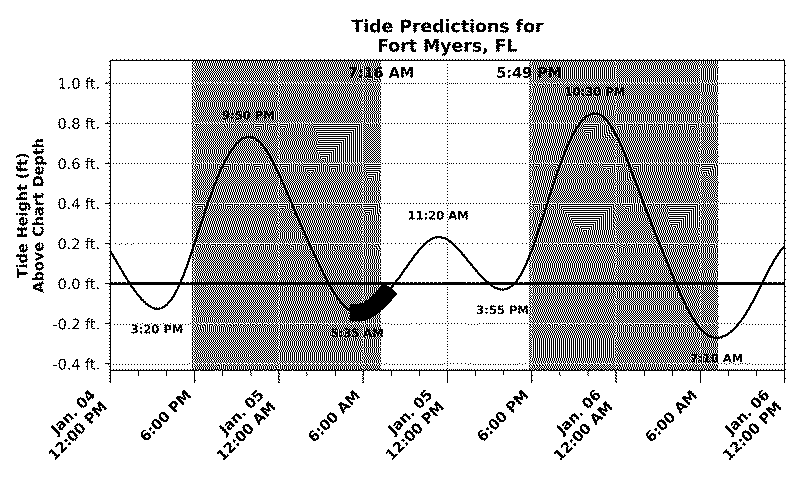 Tide Predictions for
Fort Myers, FL
7:16 AM
5:49 PM
10:30 PM
9:50 PM
11:20 AM
3:20 PM
3:55 PM
5:35 AM
7:10 AM
Tide Height (ft)
Above Chart Depth
1.0 ft.
0.8 ft.
0.6 ft.
0.4 ft.
0.2 ft.
0.0 ft.
-0.2 ft.
-0.4 ft.
Jan. 04
12:00 PM
6:00 PM
Jan. 05
12:00 AM
6:00 AM
Jan. 05
12:00 PM
6:00 PM
Jan. 06
12:00 AM
6:00 AM
Jan. 06
12:00 PM